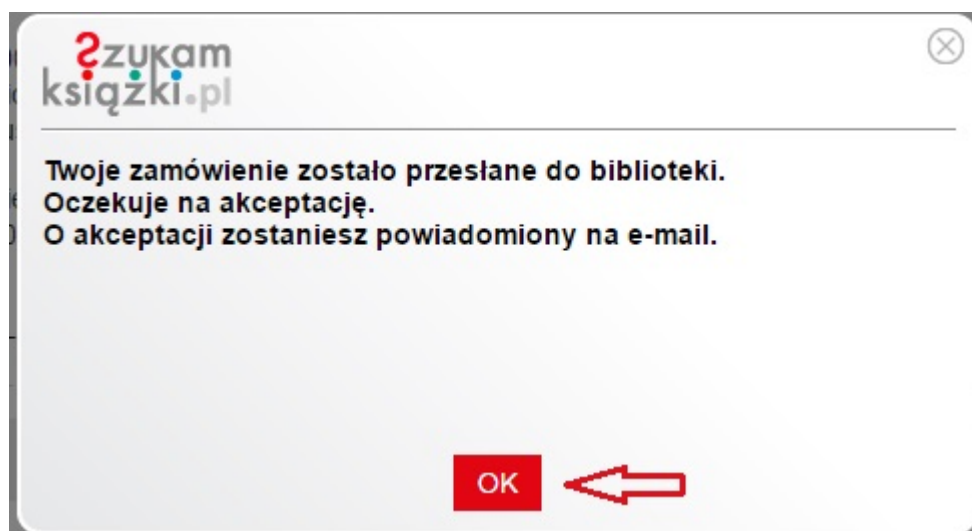 Szukam
książki.pl
Twoje zamówienie zostało przesłane do biblioteki.
Oczekuje na akceptację.
O akceptacji zostaniesz powiadomiony na e-mail.
OK